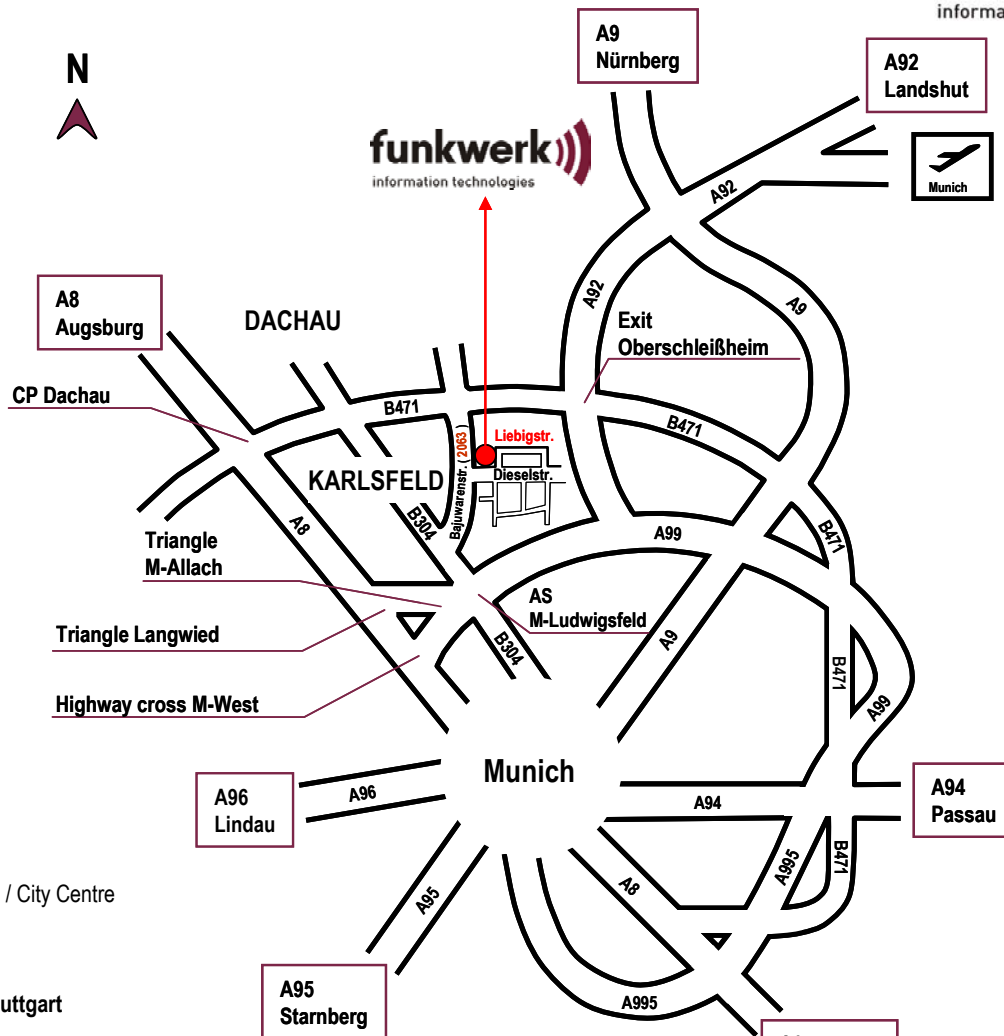 informa
A9
Nürnberg
A92
Landshut
N
funkwerk
information technologies
Munich
A92
A92
A9
A8
Augsburg
DACHAU
Exit
Oberschleißheim
CP Dachau
B471
B471
Liebigstr.
Bajuwarenstr. ( 2063 )
KARLSFELD
Dieselstr.
B304
A8
A99
B471
Triangle
M-Allach
AS
M-Ludwigsfeld
Triangle Langwied
B304
A9
B471
A99
Highway cross M-West
Munich
A96
Lindau
A96
A94
A94
Passau
A995
B471
A8
A95
/ City Centre
A95
Starnberg
A995
uttgart